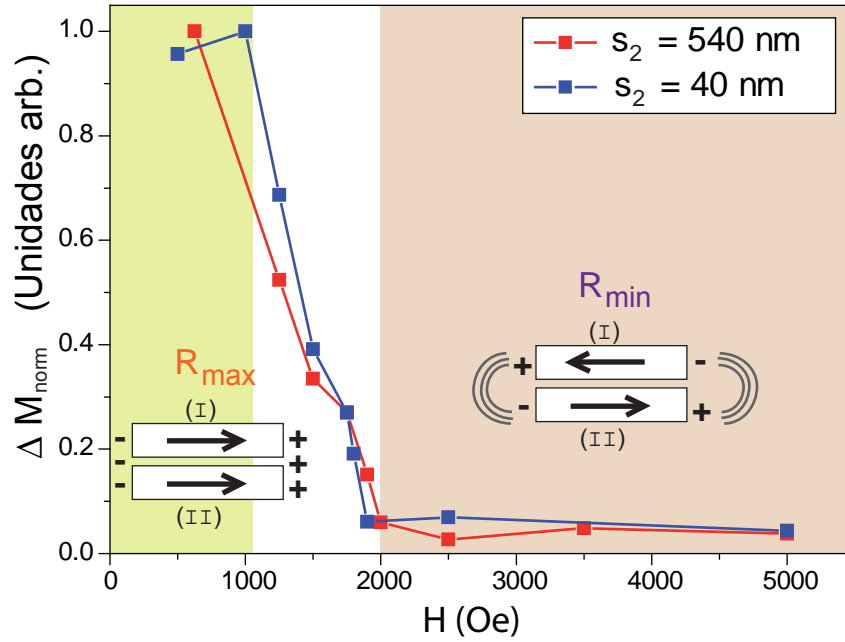 s2 = 540 nm
s2 = 40 nm
Δ Mnorm (Unidades arb.)
1.0
0.8
0.6
0.4
0.2
0.0
Rmax
(I)
- +
- +
- +
(II)
Rmin
(I)
+ -
- +
(II)
0 1000 2000 3000 4000 5000
H (Oe)